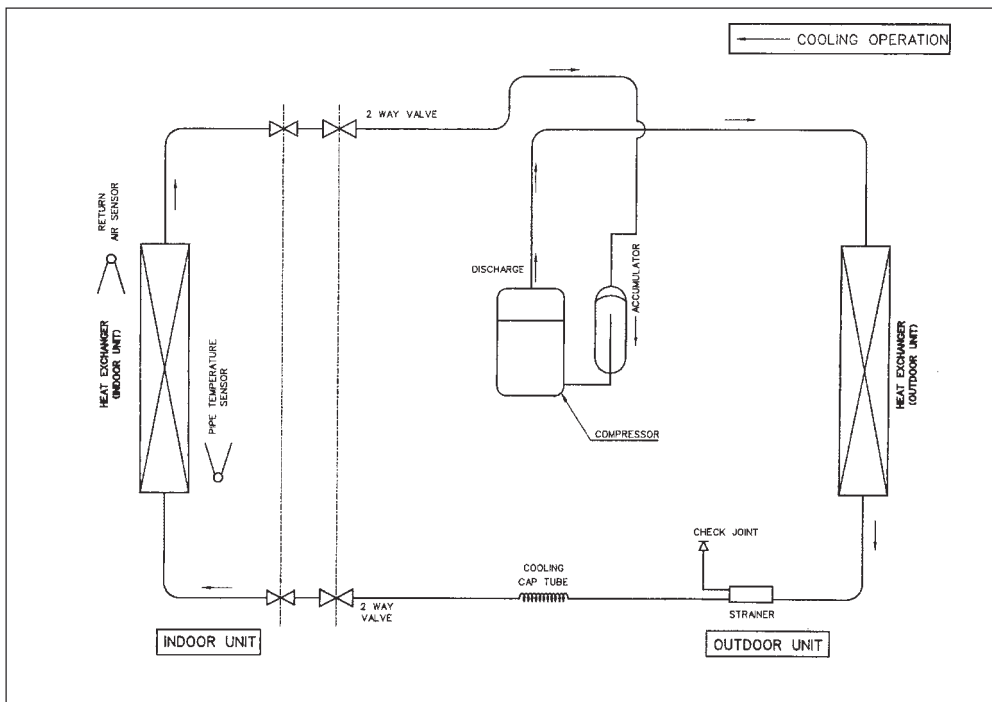 COOLING OPERATION
2 WAY VALVE
RETURN
AIR SENSOR
DISCHARGE
ACCUMULATOR
HEAT EXCHANGER
(INDOOR UNIT)
PIPE TEMPERATURE
SENSOR
HEAT EXCHANGER
(OUTDOOR UNIT)
COMPRESSOR
CHECK JOINT
COOLING
CAP TUBE
2 WAY
VALVE
STRAINER
INDOOR UNIT
OUTDOOR UNIT